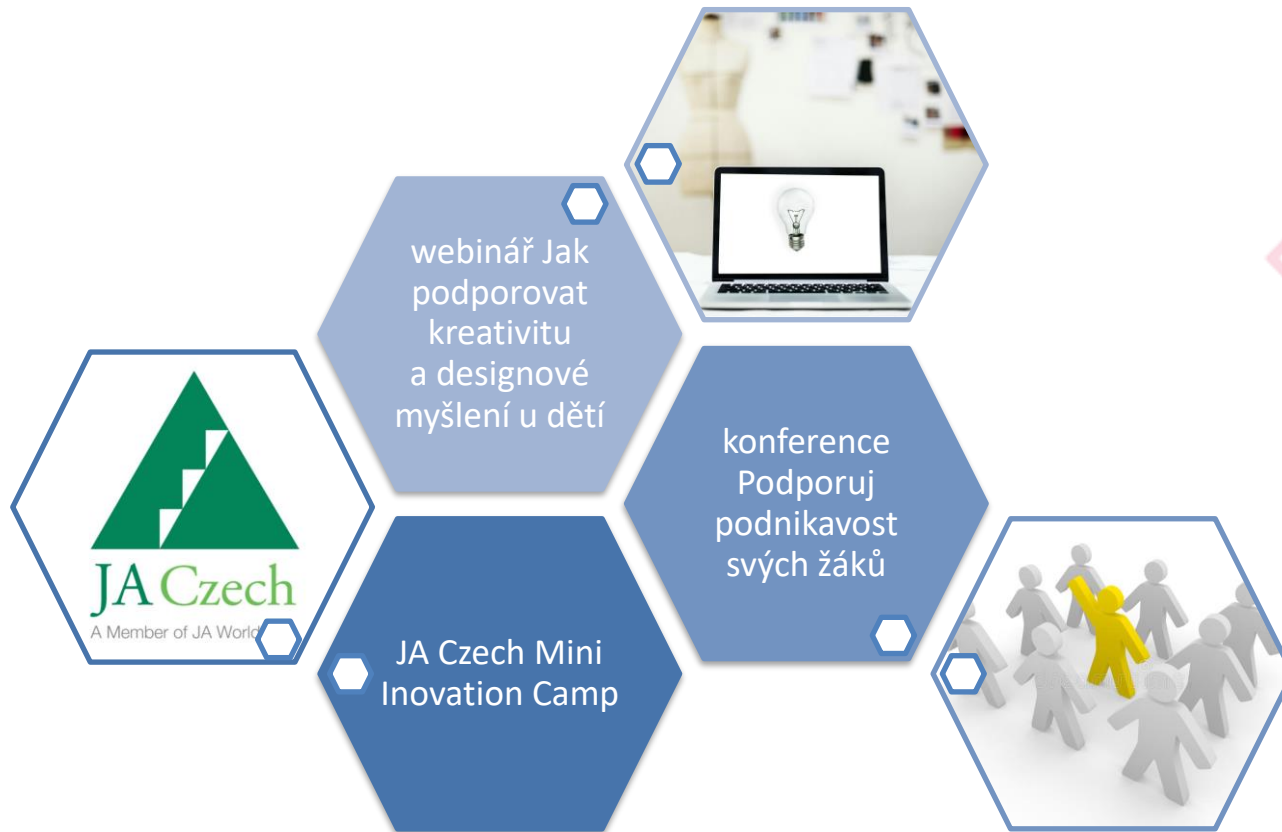 webinář Jak
podporovat
kreativitu
a designové
myšlení u dětí
konference
Podporuj
podnikavost
svých žáků
JA Czech
A Member of JA World
JA Czech Mini
Inovation Camp